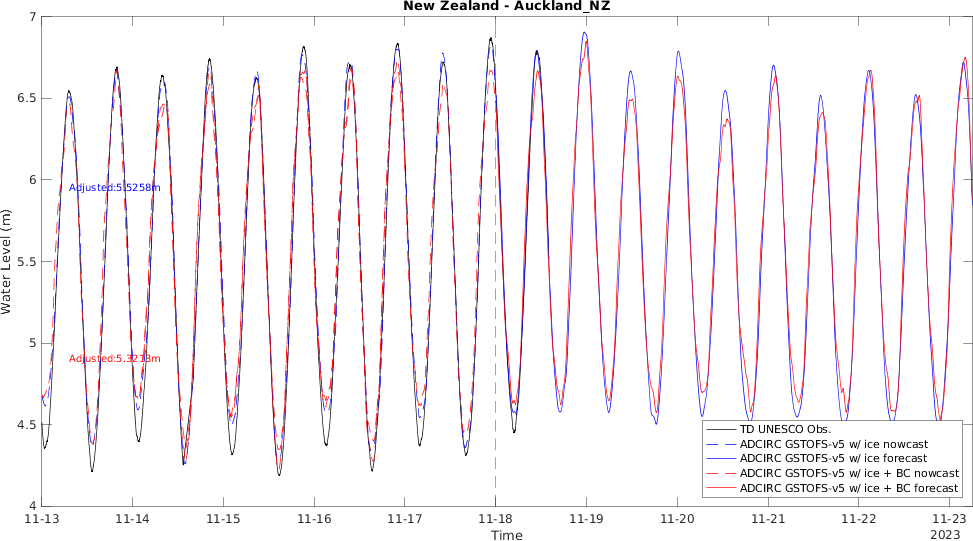 New Zealand - Auckland_NZ
7
6.5
6
5.5
5
4.5
4
Water Level (m)
Adjusted:5.5258m
Adjusted:5.3213m
TD UNESCO Obs.
ADCIRC GSTOFS-v5 w/ ice nowcast
ADCIRC GSTOFS-v5 w/ ice forecast
ADCIRC GSTOFS-v5 w/ ice + BC nowcast
ADCIRC GSTOFS-v5 w/ ice + BC forecast
11-13 11-14 11-15 11-16 11-17 11-18 11-19 11-20 11-21 11-22 11-23
Time
2023